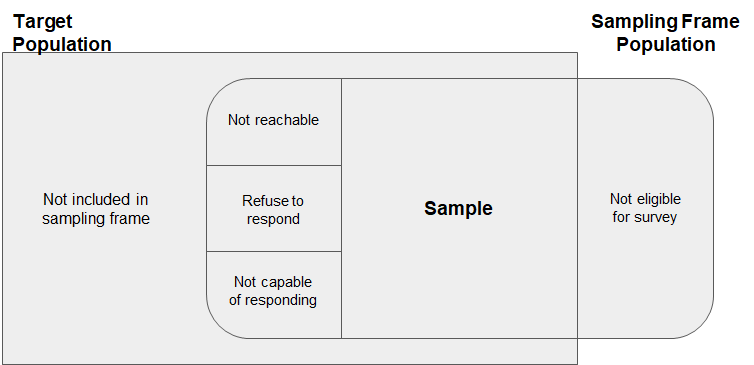 Target
Population
Sampling Frame
Population
Not reachable
Not included in
sampling frame
Refuse to
respond
Sample
Not eligible
for survey
Not capable
of responding